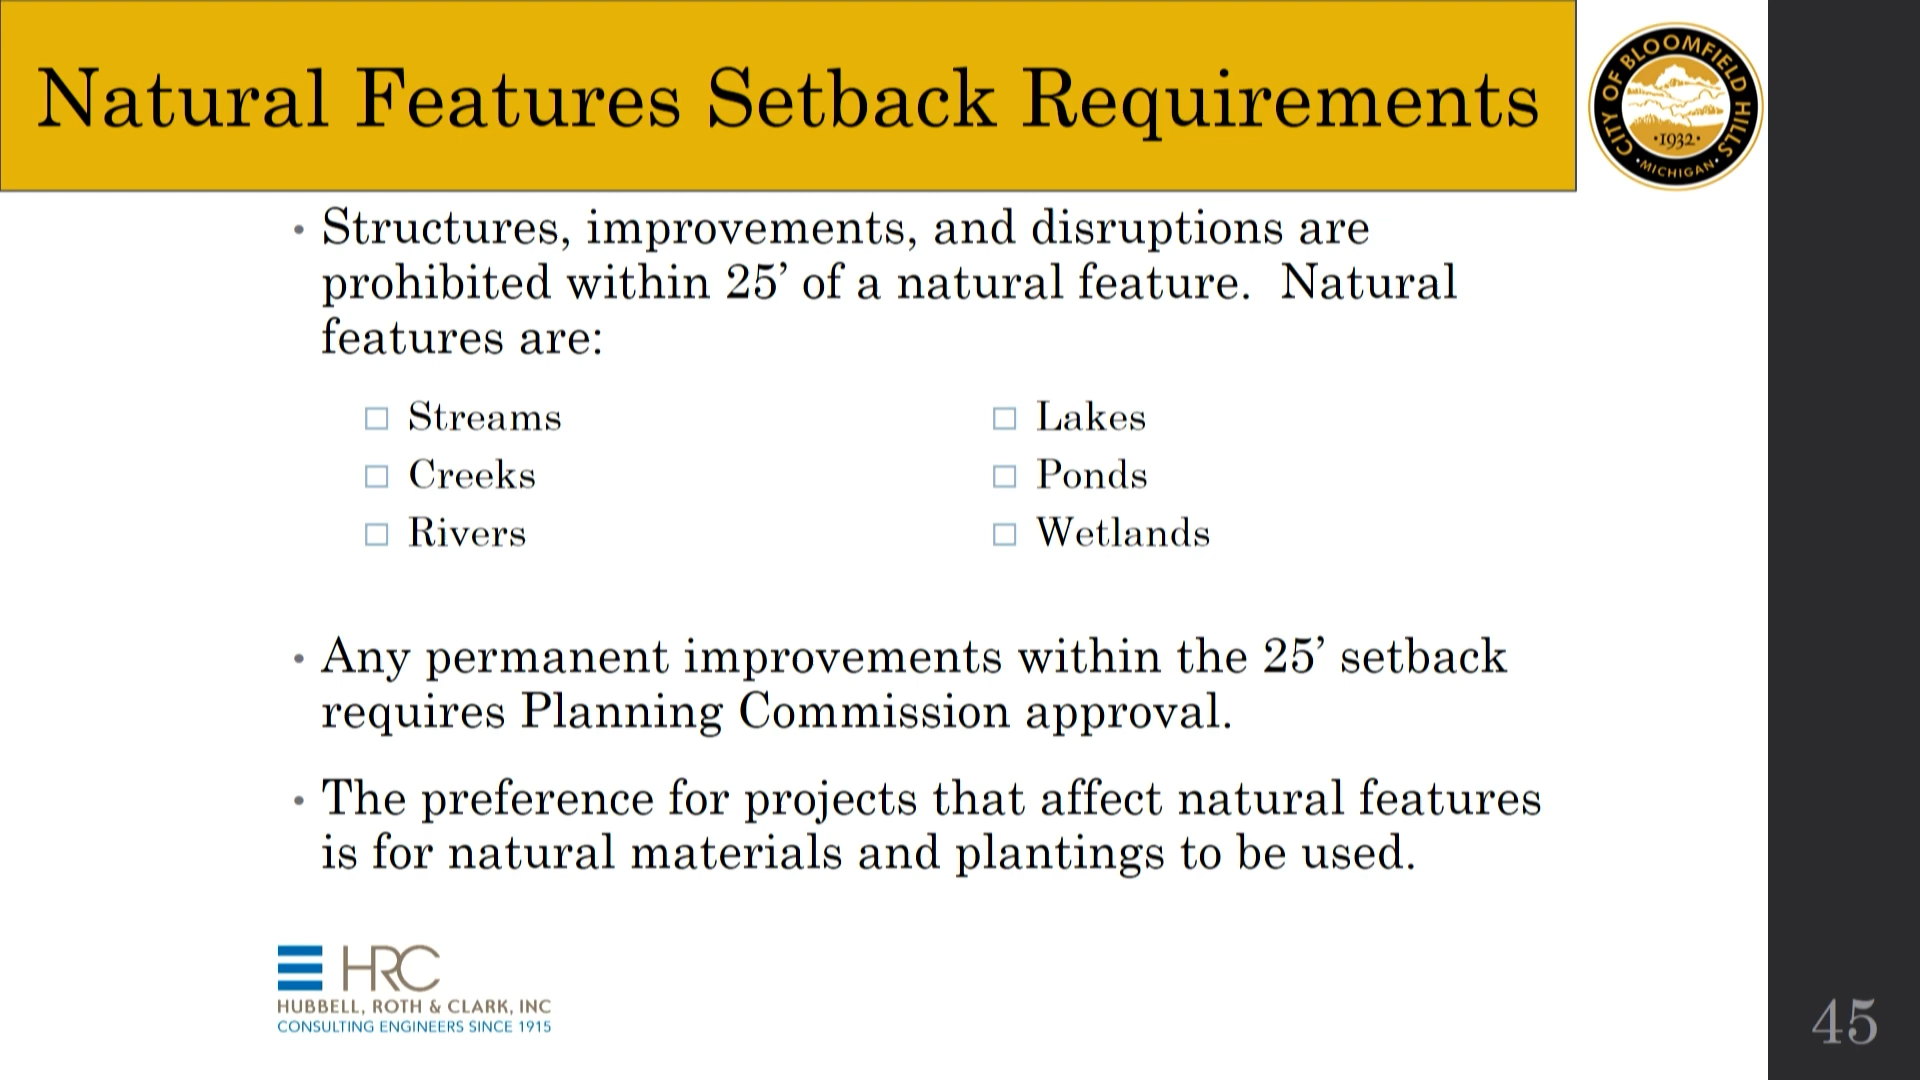 Natural Features Setback Requirements
CITY OF BLOOMFIELD HILLS
•1932•
•MICHIGAN•
• Structures, improvements, and disruptions are
prohibited within 25’ of a natural feature.  Natural
features are:
□ Streams
□ Creeks
□ Rivers
□ Lakes
□ Ponds
□ Wetlands
• Any permanent improvements within the 25’ setback
requires Planning Commission approval.
• The preference for projects that affect natural features
is for natural materials and plantings to be used.
HRC
HUBBELL, ROTH & CLARK, INC
CONSULTING ENGINEERS SINCE 1915
45